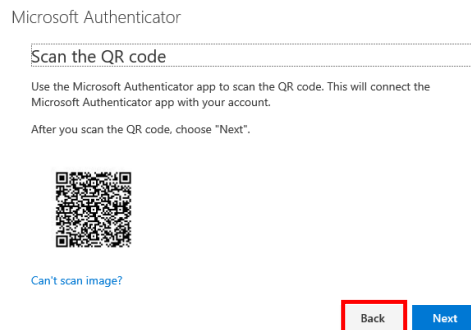 Microsoft Authenticator
Scan the QR code
Use the Microsoft Authenticator app to scan the QR code. This will connect the
Microsoft Authenticator app with your account.
After you scan the QR code, choose "Next".
Can't scan image?
Back Next